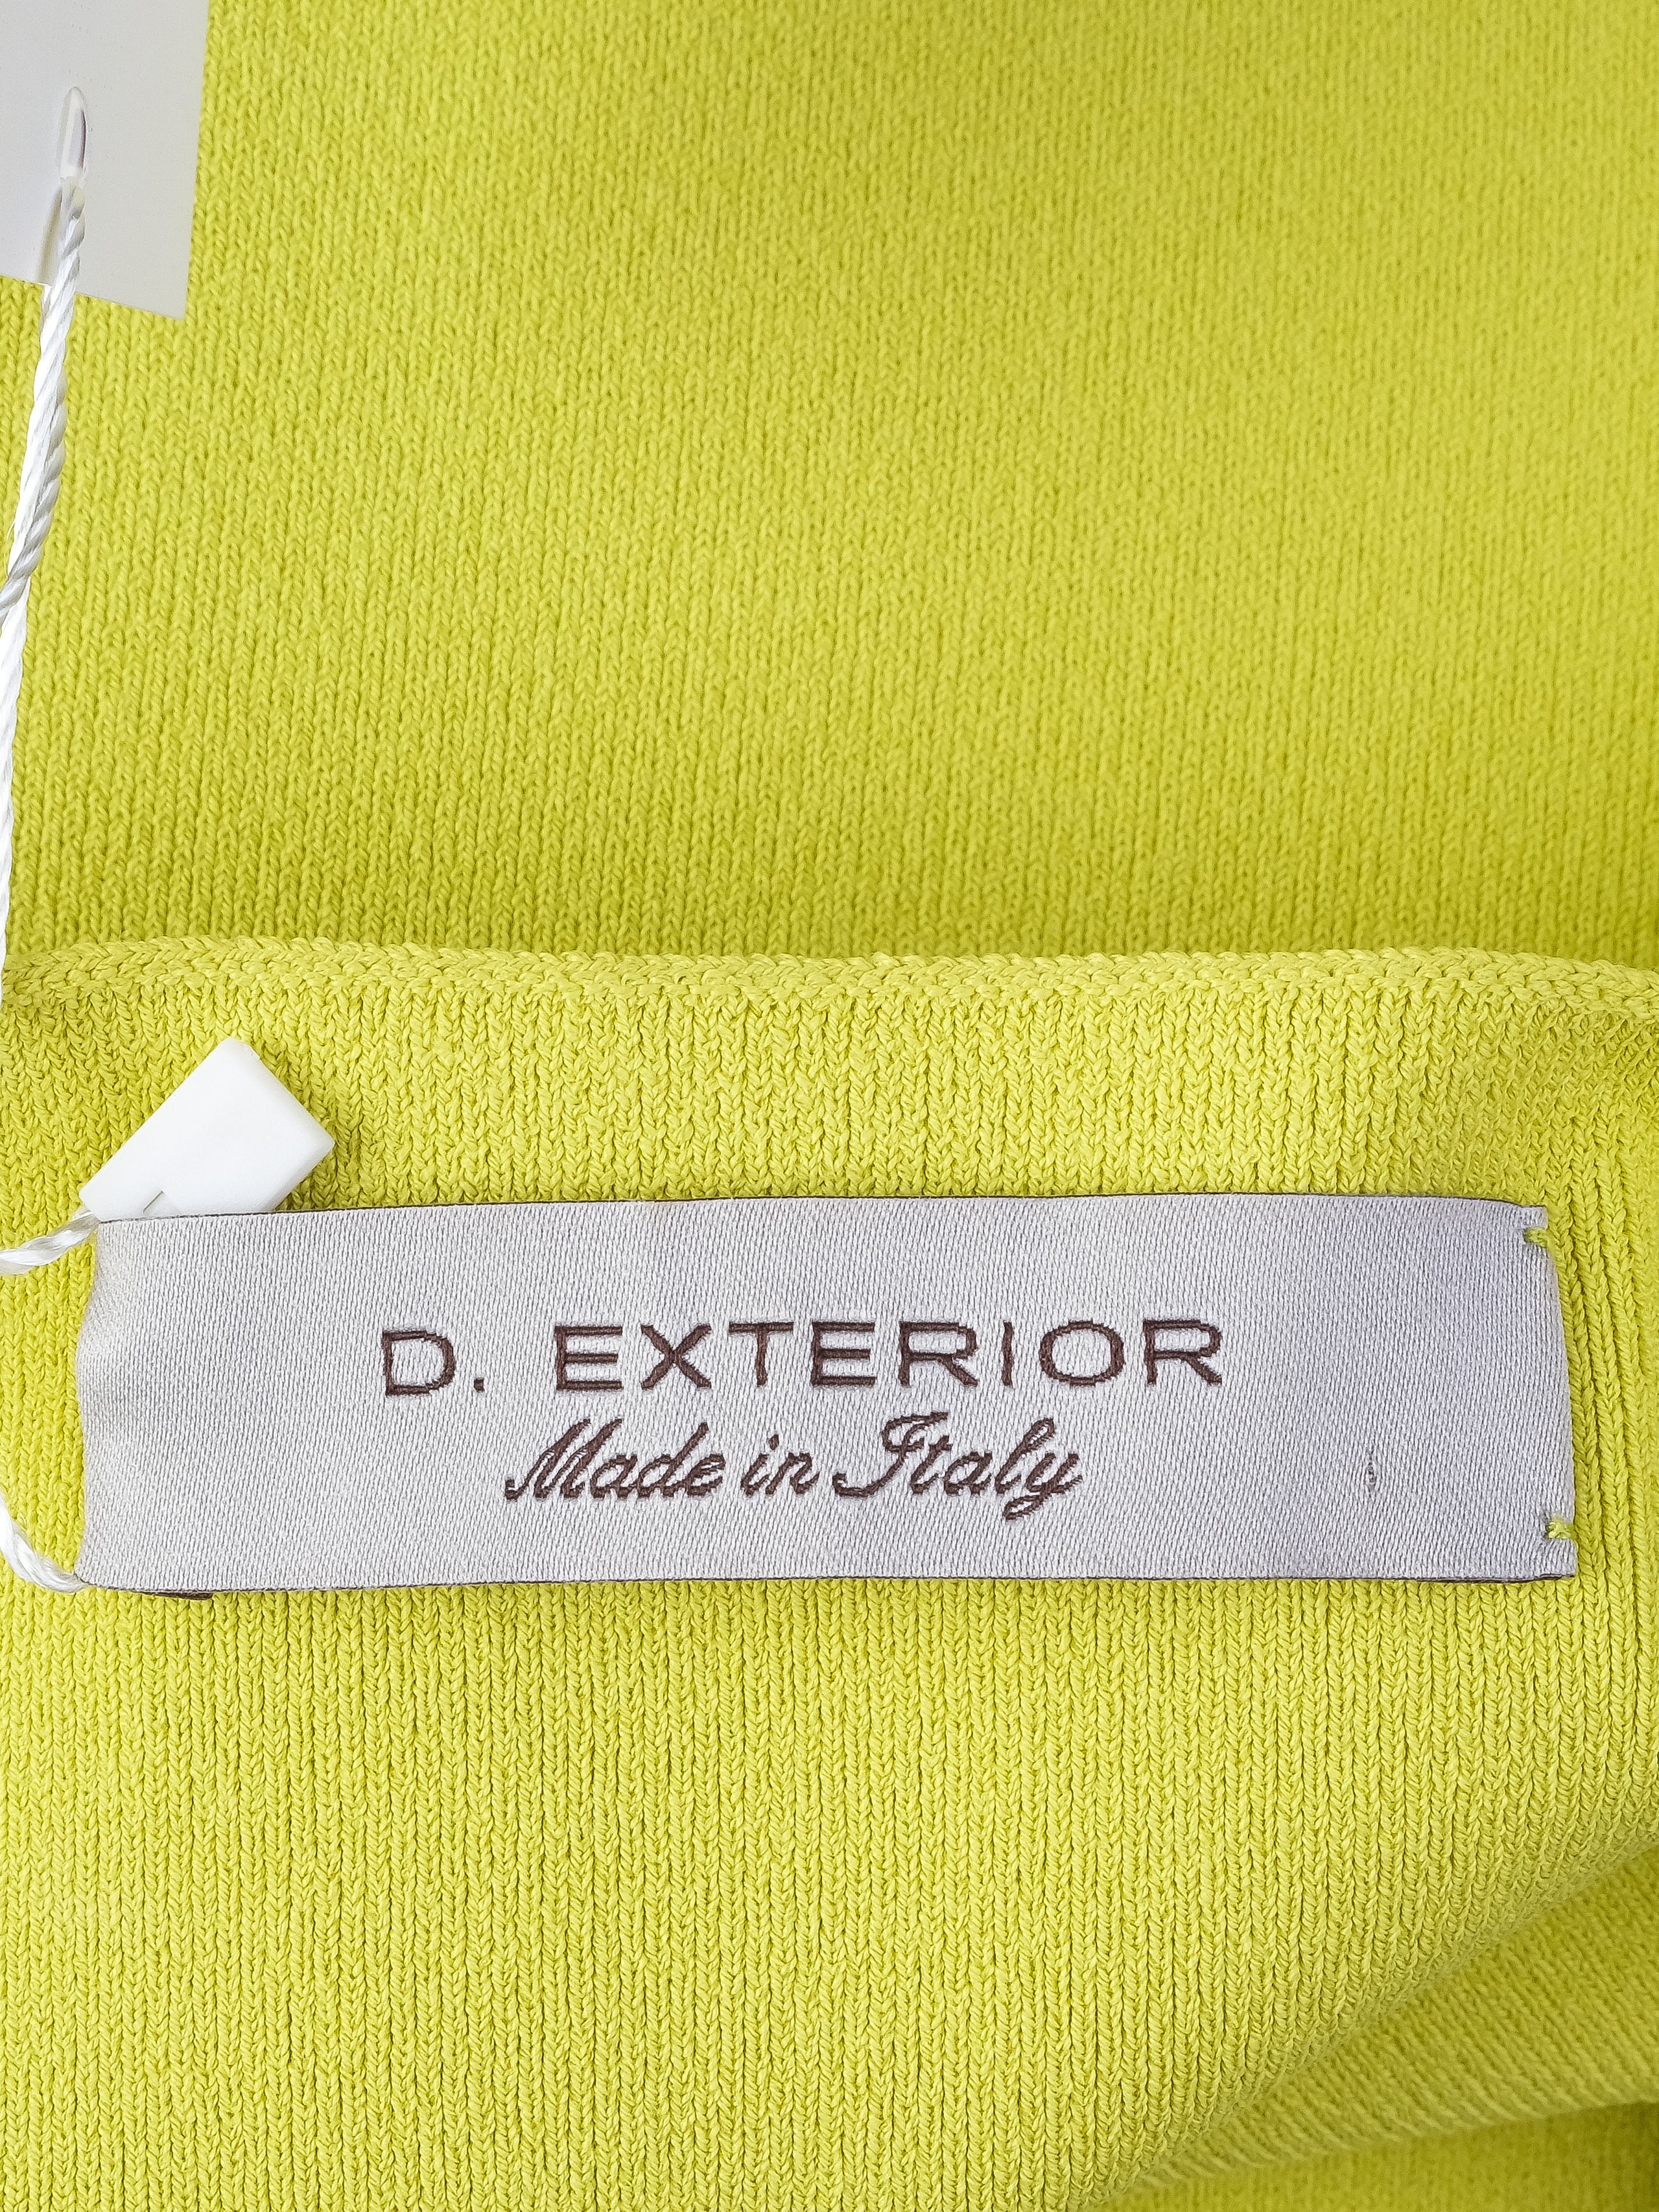 D. EXTERIOR
Made in Italy